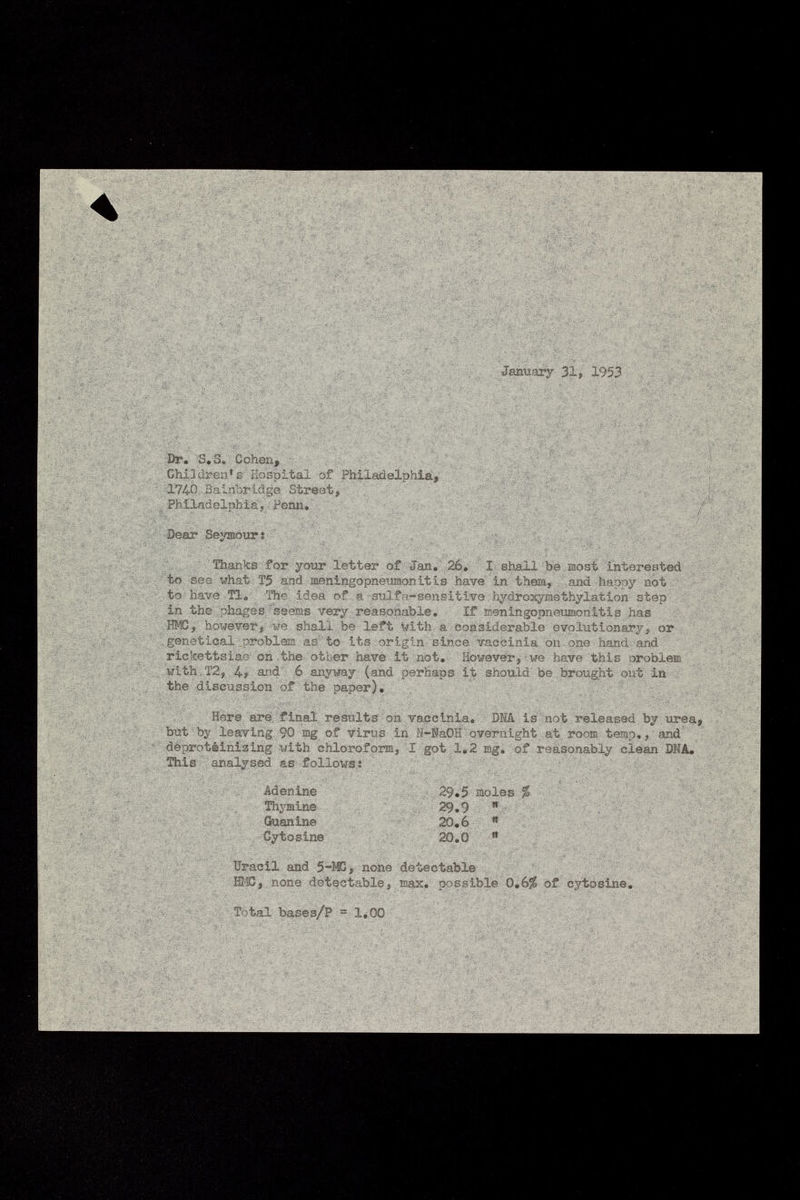 January 31, 1953
Dr. S.S. Cohen,
Children's Hospital of Philadelphia,
1740 Bainbridge Street,
Philadelphia, Penn.
Dear Seymour:
Thanks for your letter of Jan. 26. I shall be most interested
to see what T5 and meningopneumonitis have in them, and happy not
to have T1. The idea of a sulfa-sensitive hydroxymethylation step
in the phages seems very reasonable. If meningopneumonitis has
HMC, however, we shall be left with a considerable evolutionary, or
genetical problem as to its origin since vaccinia on one hand and
rickettsiae on the other have it not. However, we have this problem
with T2, 4, and 6 anyway (and perhaps it should be brought out in
the discussion of the paper).
Here are final results on vaccinia. DNA is not released by urea,
but by leaving 90 mg of virus in N-NaOH overnight at room temp., and
deproteinizing with chloroform, I got 1.2 mg. of reasonably clean DNA.
This analysed as follows:
Adenine 29.5 moles %
Thymine 29.9 "
Guanine 20.6 "
Cytosine 20.0 "
Uracil and 5-MC, none detectable
HMC, none detectable, max. possible 0.6% of cytosine.
Total bases/P = 1.00